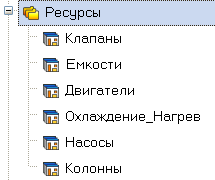 Ресурсы
Клапаны
Емкости
Двигатели
Охлаждение_Нагрев
Насосы
Колонны